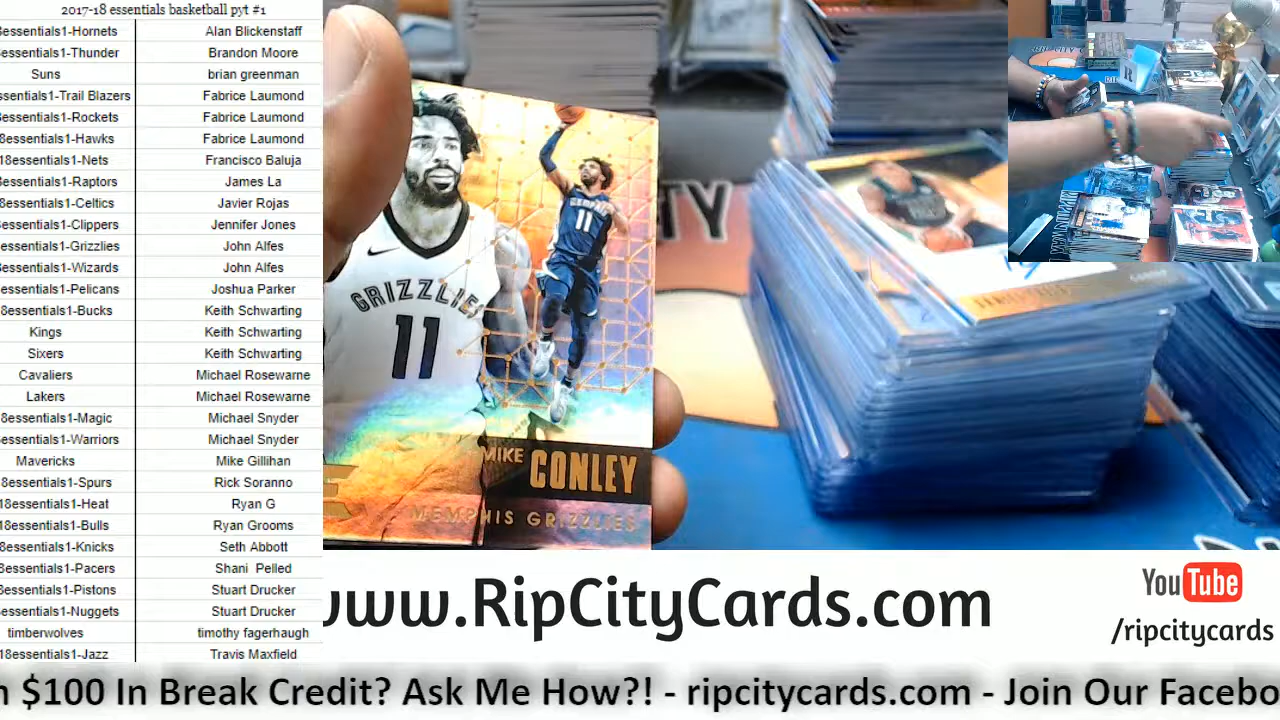 2017-18 essentials basketball pyt #1
8essentials1-Hornets Alan Blickenstaff
8essentials1-Thunder Brandon Moore
Suns brian greenman
ssentials1-Trail Blazers Fabrice Laumond
8essentials1-Rockets Fabrice Laumond
8essentials1-Hawks Fabrice Laumond
18essentials1-Nets Francisco Baluja
8essentials1-Raptors James La
8essentials1-Celtics Javier Rojas
essentials1-Clippers Jennifer Jones
essentials1-Grizzlies John Alfes
essentials1-Wizards John Alfes
essentials1-Pelicans Joshua Parker
8essentials1-Bucks Keith Schwarting
Kings Keith Schwarting
Sixers Keith Schwarting
Cavaliers Michael Rosewarne
Lakers Michael Rosewarne
8essentials1-Magic Michael Snyder
essentials1-Warriors Michael Snyder
Mavericks Mike Gillihan
8essentials1-Spurs Rick Soranno
18essentials1-Heat Ryan G
18essentials1-Bulls Ryan Grooms
8essentials1-Knicks Seth Abbott
8essentials1-Pacers Shani Pelled
8essentials1-Pistons Stuart Drucker
essentials1-Nuggets Stuart Drucker
timberwolves timothy fagerhaugh
18essentials1-Jazz Travis Maxfield
GRIZZLIES
11
MEMPHIS
11
MIKE CONLEY
MEMPHIS GRIZZLIES
TY
RIP CITY
R
www.RipCityCards.com
YouTube
/ripcitycards
n $100 In Break Credit? Ask Me How?! - ripcitycards.com - Join Our Facebo